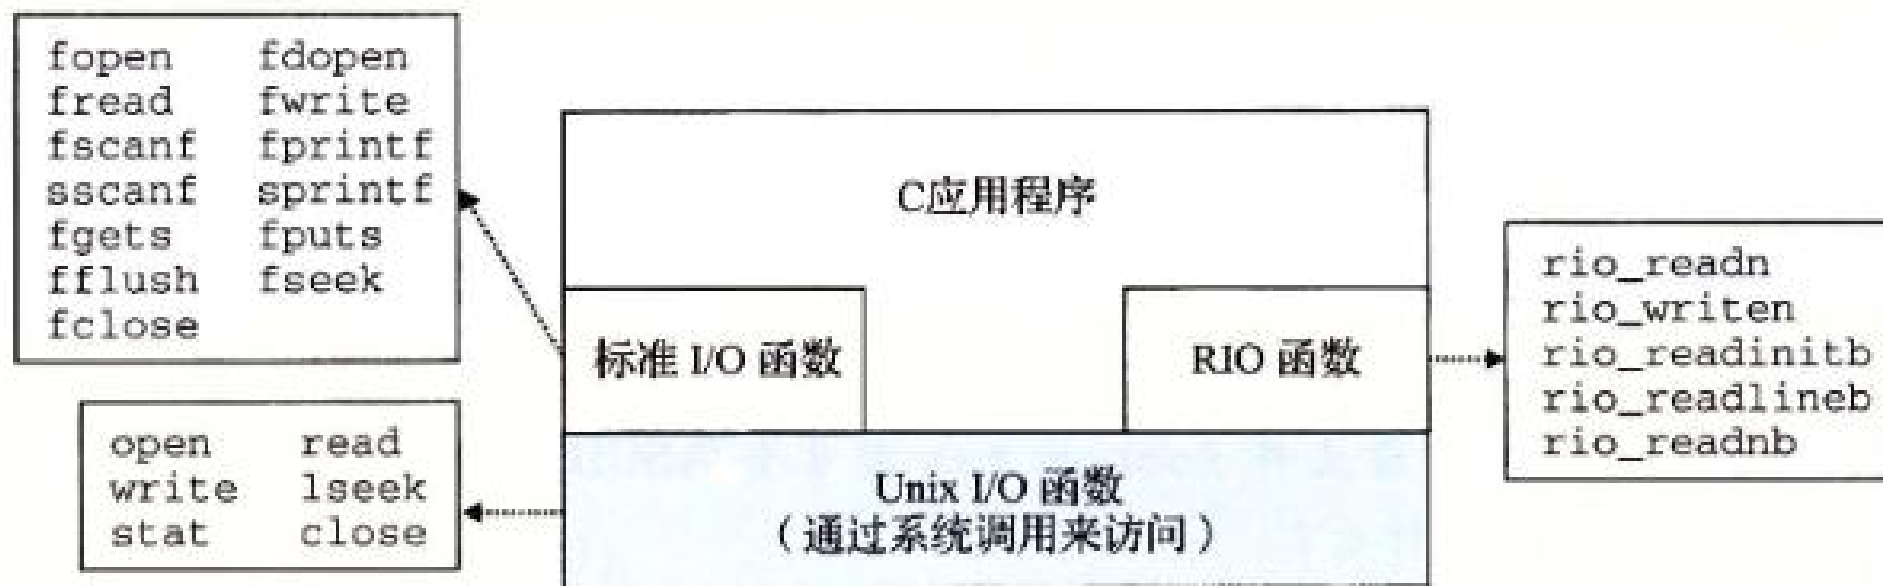 fopen fdopen
fread fwrite
fscanf fprintf
sscanf sprintf
fgets fputs
fflush fseek
fclose
open read
write lseek
stat close
C应用程序
标准 I/O 函数
RIO 函数
Unix I/O 函数
（通过系统调用来访问）
rio_readn
rio_writen
rio_readinitb
rio_readlineb
rio_readnb